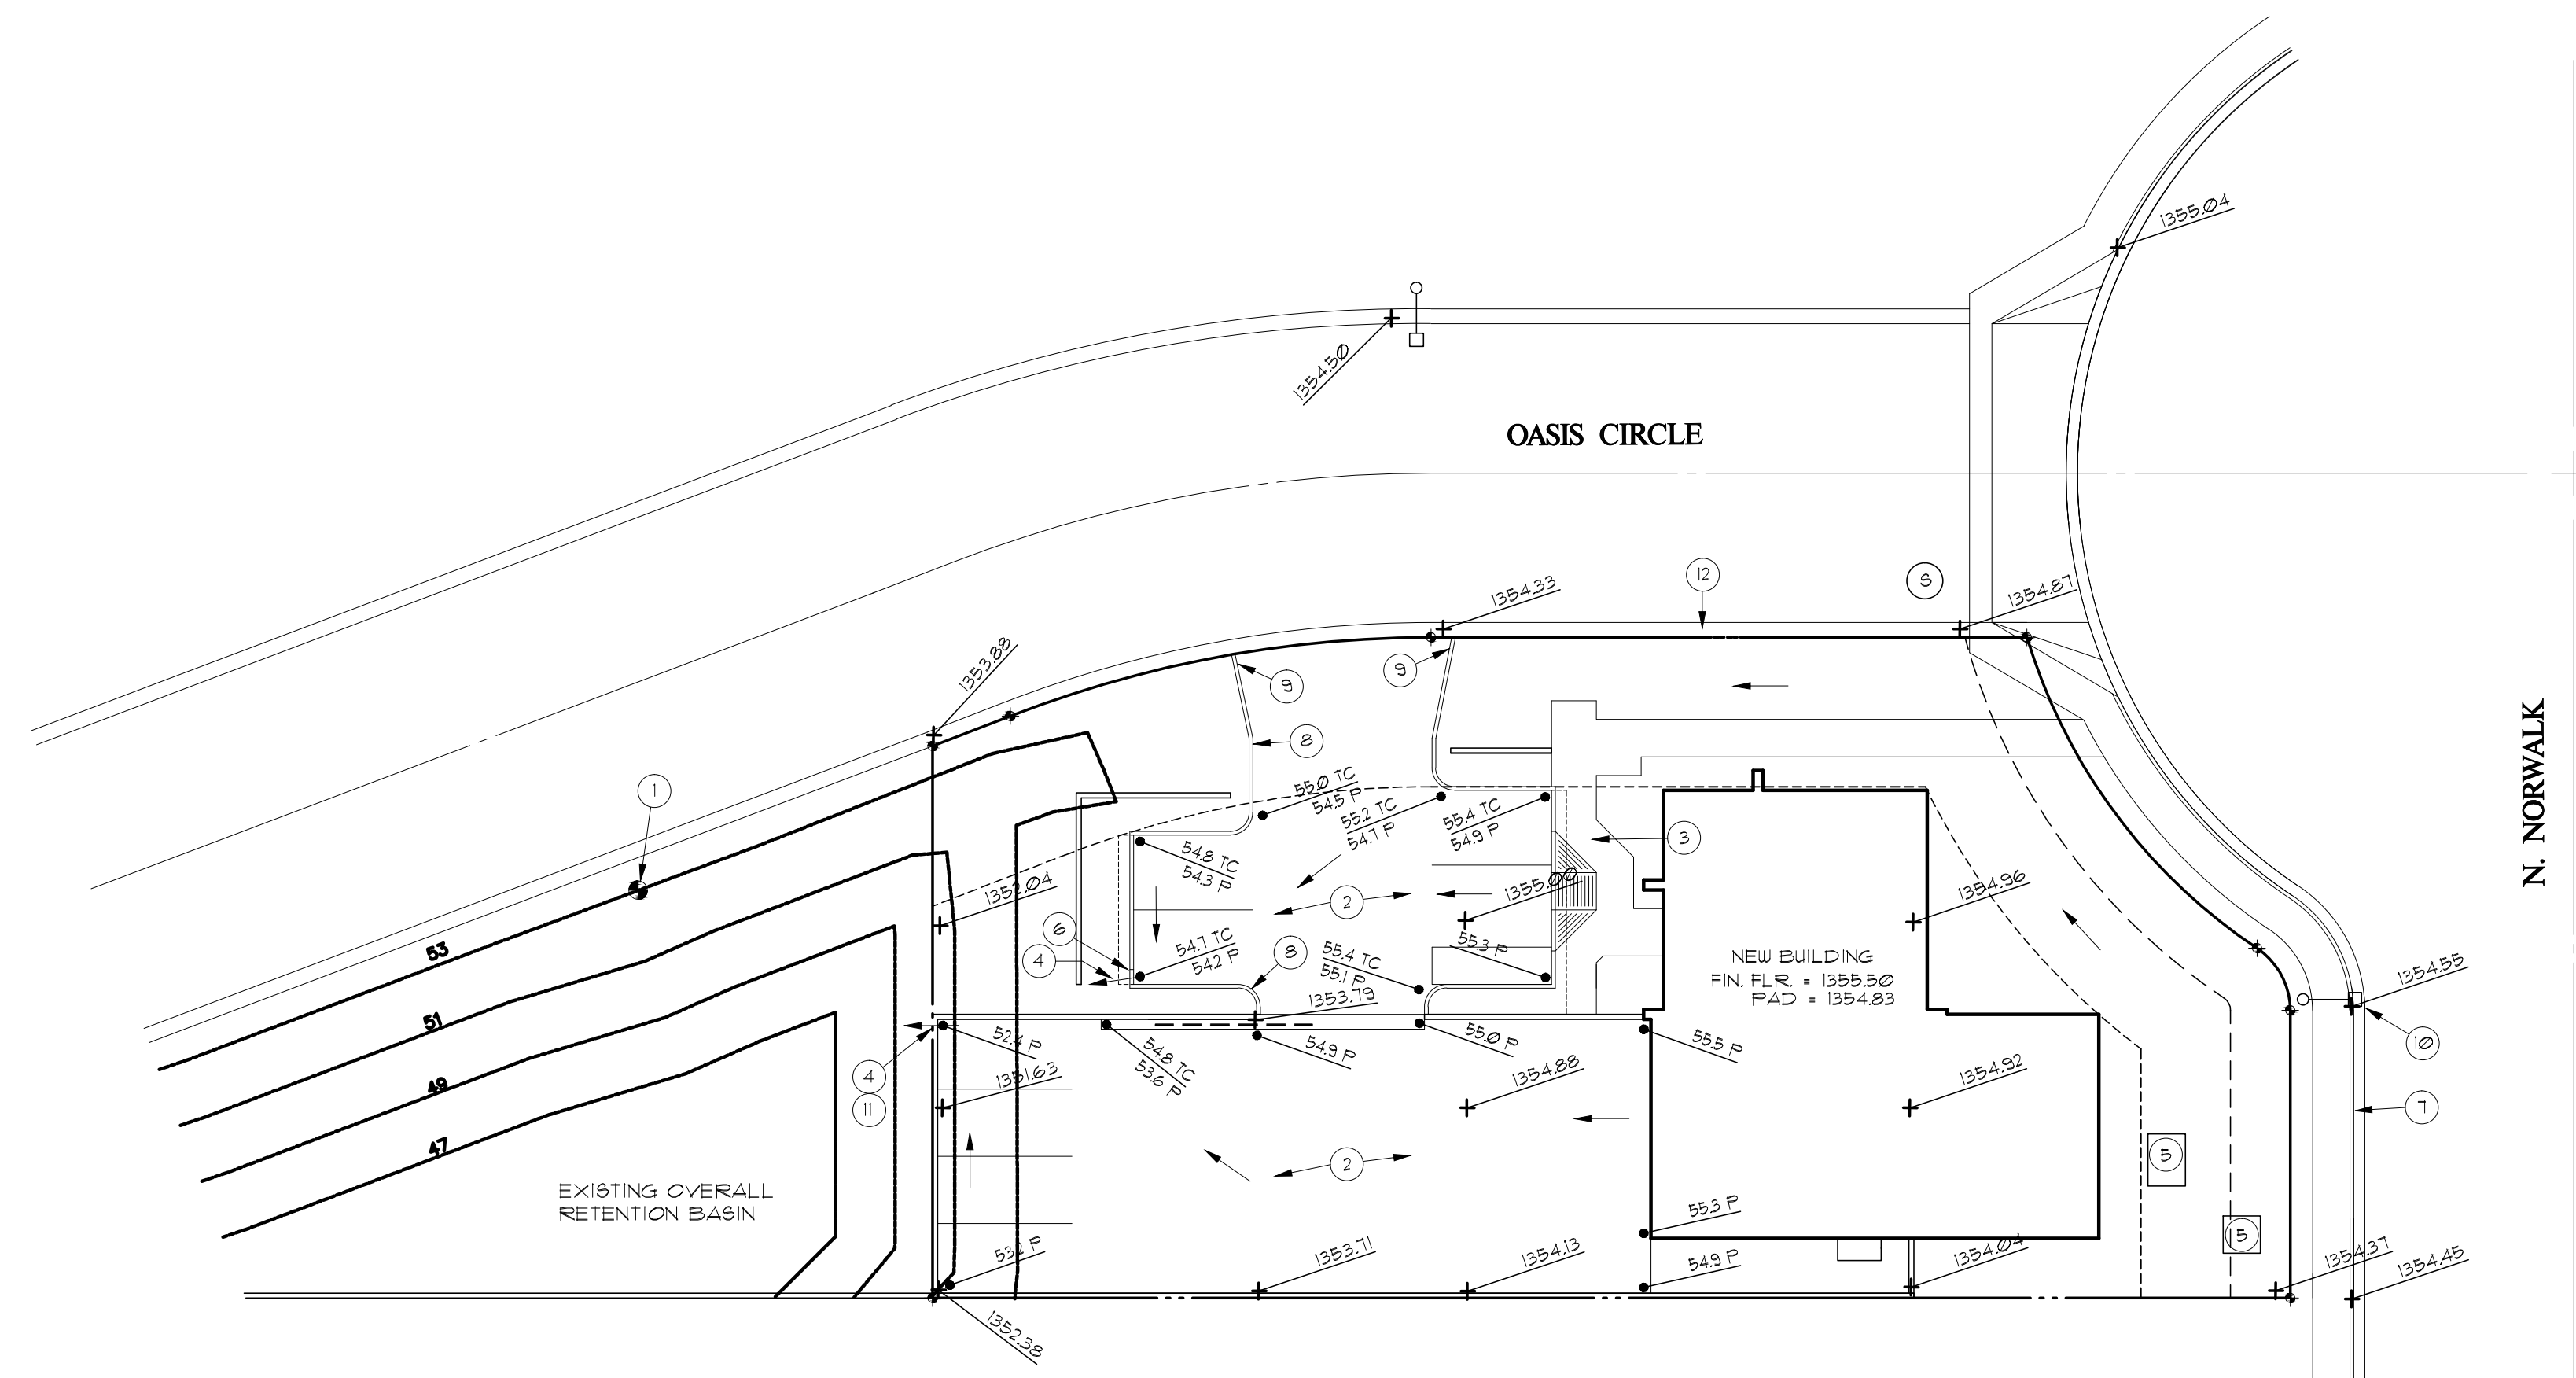 1355.04
1354.50
OASIS CIRCLE
12
S
1354.33
1354.87
1353.88
9
9
N. NORWALK
8
1
55.0 TC
54.5 P
55.2 TC
54.7 P
55.4 TC
54.9 P
3
54.8 TC
54.3 P
1352.04
2
1355.00
1354.96
6
4
54.7 TC
54.2 P
8
55.4 TC
55.1 P
55.3 P
53
NEW BUILDING
FIN. FLR. = 1355.50
PAD = 1354.83
1354.55
1353.79
51
52.4 P
54.8 TC
53.6 P
54.9 P
55.0 P
55.5 P
10
49
4
11
1351.63
1354.88
1354.92
7
47
2
5
EXISTING OVERALL
RETENTION BASIN
55.3 P
5
53.2 P
1353.71
1354.13
54.9 P
1354.04
1354.37
1354.45
1352.38